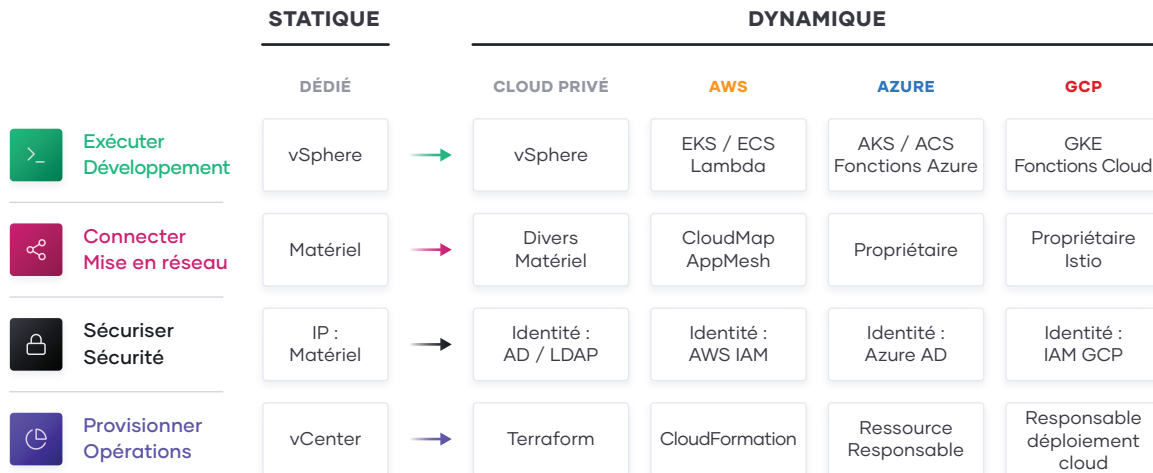 STATIQUE
DYNAMIQUE
DÉDIÉ
CLOUD PRIVÉ
AWS
AZURE
GCP
Exécuter
Développement
vSphere
vSphere
EKS / ECS
Lambda
AKS / ACS
Fonctions Azure
GKE
Fonctions Cloud
Connecter
Mise en réseau
Matériel
Divers
Matériel
CloudMap
AppMesh
Propriétaire
Propriétaire
Istio
Sécuriser
Sécurité
IP :
Matériel
Identité :
AD / LDAP
Identité :
AWS IAM
Identité :
Azure AD
Identité :
IAM GCP
Provisionner
Opérations
vCenter
Terraform
CloudFormation
Ressource
Responsable
Responsable
déploiement
cloud